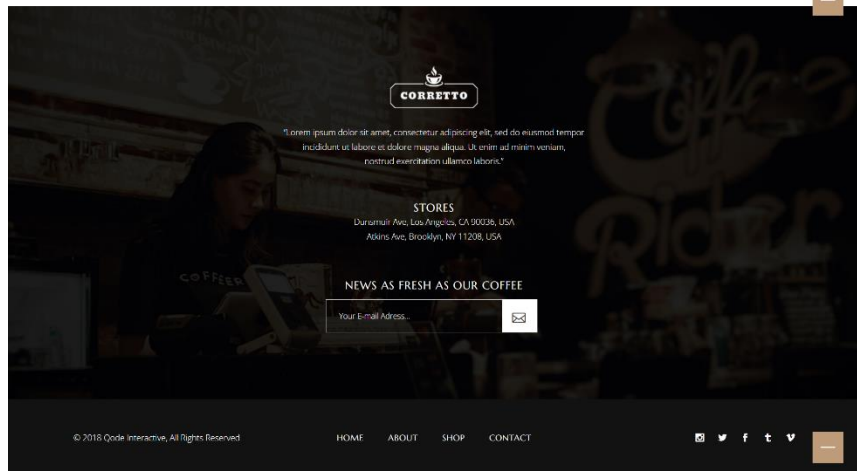 CORRETTO
"Lorem ipsum dolor sit amet, consectetur adipiscing elit, sed do eiusmod tempor
incididunt ut labore et dolore magna aliqua. Ut enim ad minim veniam,
nostrud exercitation ullamco laboris."
STORES
Dunsmuir Ave, Los Angeles, CA 90036, USA
Atkins Ave, Brooklyn, NY 11208, USA
COFFEER
NEWS AS FRESH AS OUR COFFEE
Your E-mail Adress...
© 2018 Qode Interactive, All Rights Reserved
HOME ABOUT SHOP CONTACT
Coffee
Rider